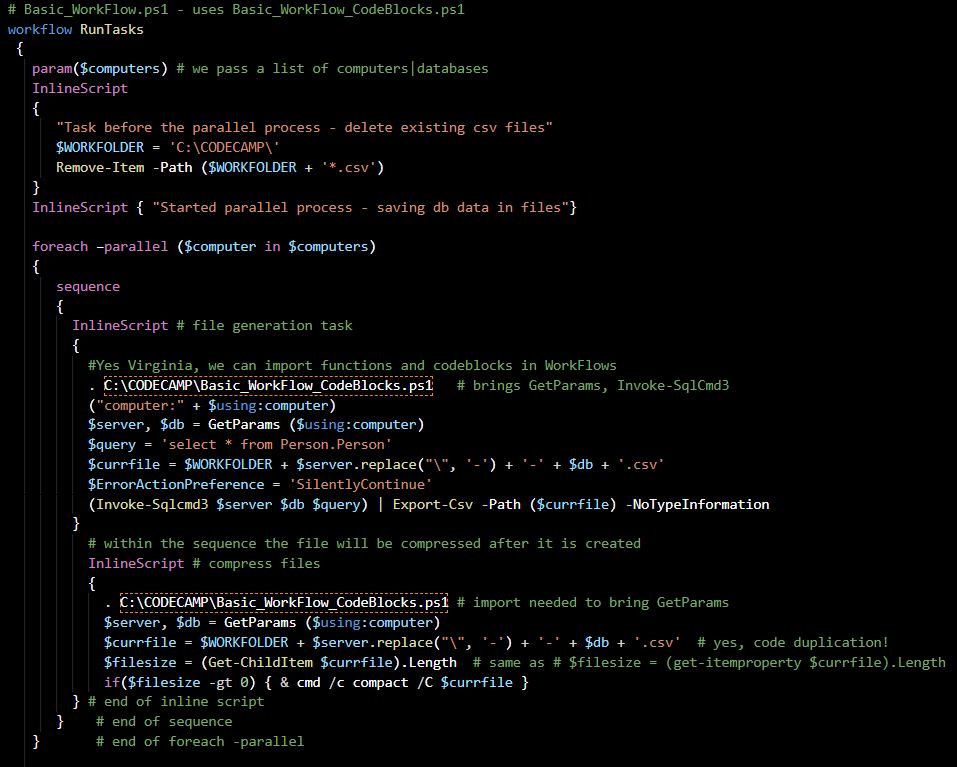 # Basic_WorkFlow.ps1 - uses Basic_WorkFlow_CodeBlocks.ps1
workflow RunTasks
{
param($computers) # we pass a list of computers|databases
InlineScript
{
"Task before the parallel process - delete existing csv files"
$WORKFOLDER = 'C:\CODECAMP\'
Remove-Item -Path ($WORKFOLDER + '*.csv')
}
InlineScript { "Started parallel process - saving db data in files"}
foreach –parallel ($computer in $computers)
{
sequence
{
InlineScript # file generation task
{
#Yes Virginia, we can import functions and codeblocks in WorkFlows
. C:\CODECAMP\Basic_WorkFlow_CodeBlocks.ps1 # brings GetParams, Invoke-SqlCmd3
("computer:" + $using:computer)
$server, $db = GetParams ($using:computer)
$query = 'select * from Person.Person'
$currfile = $WORKFOLDER + $server.replace("\", '-') + '-' + $db + '.csv'
$ErrorActionPreference = 'SilentlyContinue'
(Invoke-Sqlcmd3 $server $db $query) | Export-Csv -Path ($currfile) -NoTypeInformation
}
# within the sequence the file will be compressed after it is created
InlineScript # compress files
{
. C:\CODECAMP\Basic_WorkFlow_CodeBlocks.ps1 # import needed to bring GetParams
$server, $db = GetParams ($using:computer)
$currfile = $WORKFOLDER + $server.replace("\", '-') + '-' + $db + '.csv' # yes, code duplication!
$filesize = (Get-ChildItem $currfile).Length # same as # $filesize = (get-itemproperty $currfile).Length
if($filesize -gt 0) { & cmd /c compact /C $currfile }
} # end of inline script
} # end of sequence
} # end of foreach -parallel